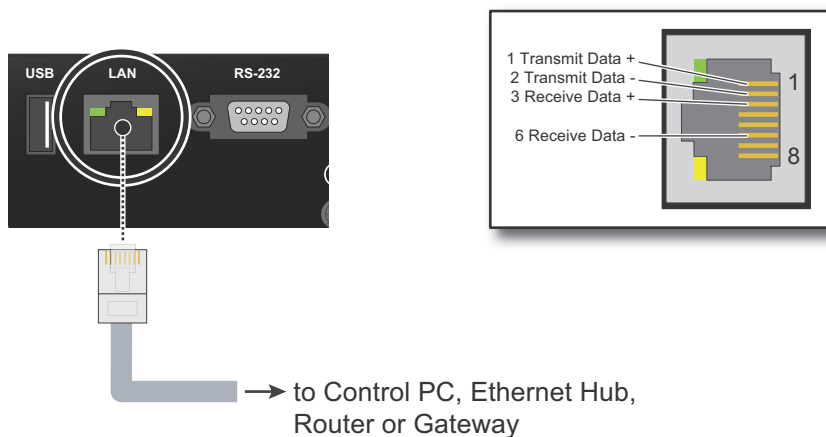 USB
LAN
RS-232
1 Transmit Data +
2 Transmit Data -
3 Receive Data +
6 Receive Data -
1
8
to Control PC, Ethernet Hub,
Router or Gateway